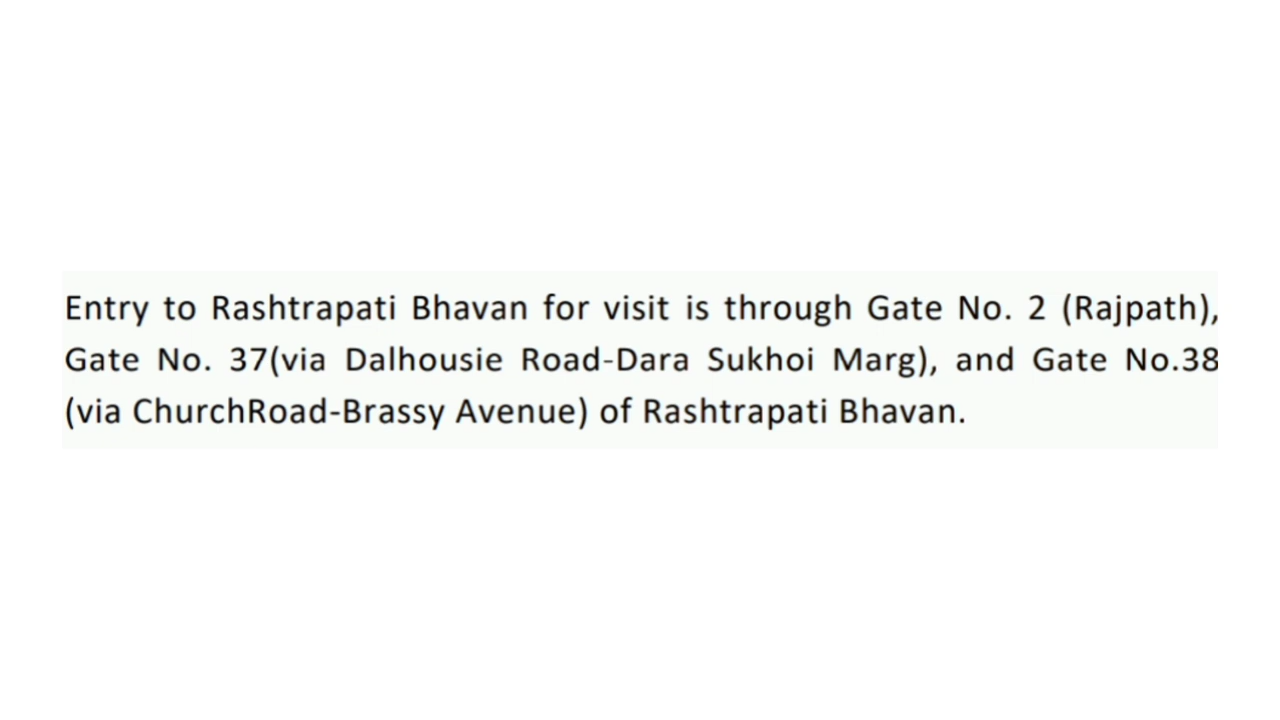 Entry to Rashtrapati Bhavan for visit is through Gate No. 2 (Rajpath),
Gate No. 37(via Dalhousie Road-Dara Sukhoi Marg), and Gate No.38
(via ChurchRoad-Brassy Avenue) of Rashtrapati Bhavan.